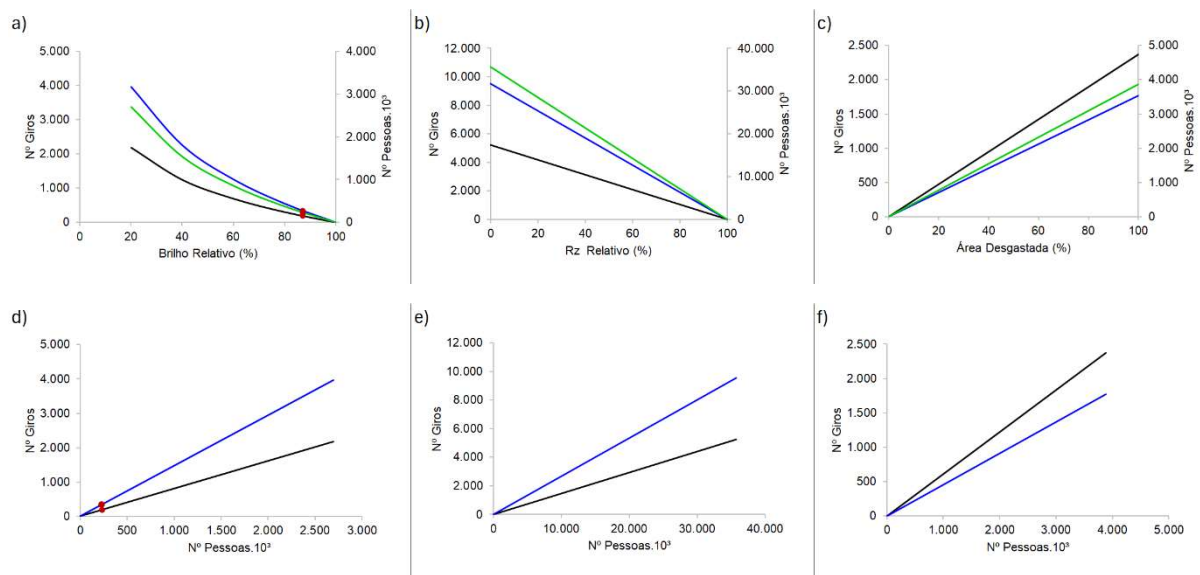 a)
5.000
4.000
3.000
2.000
1.000
0
Nº Giros
0 20 40 60 80 100
Brilho Relativo (%)
4.000
3.000
2.000
1.000
0
Nº Pessoas.10³
b)
12.000
10.000
8.000
6.000
4.000
2.000
0
Nº Giros
0 20 40 60 80 100
Rz Relativo (%)
40.000
30.000
20.000
10.000
0
Nº Pessoas.10³
c)
2.500
2.000
1.500
1.000
500
0
Nº Giros
0 20 40 60 80 100
Área Desgastada (%)
5.000
4.000
3.000
2.000
1.000
0
Nº Pessoas.10³
d)
5.000
4.000
3.000
2.000
1.000
0
Nº Giros
0 500 1.000 1.500 2.000 2.500 3.000
Nº Pessoas.10³
e)
12.000
10.000
8.000
6.000
4.000
2.000
0
Nº Giros
0 10.000 20.000 30.000 40.000
Nº Pessoas.10³
f)
2.500
2.000
1.500
1.000
500
0
Nº Giros
0 1.000 2.000 3.000 4.000 5.000
Nº Pessoas.10³